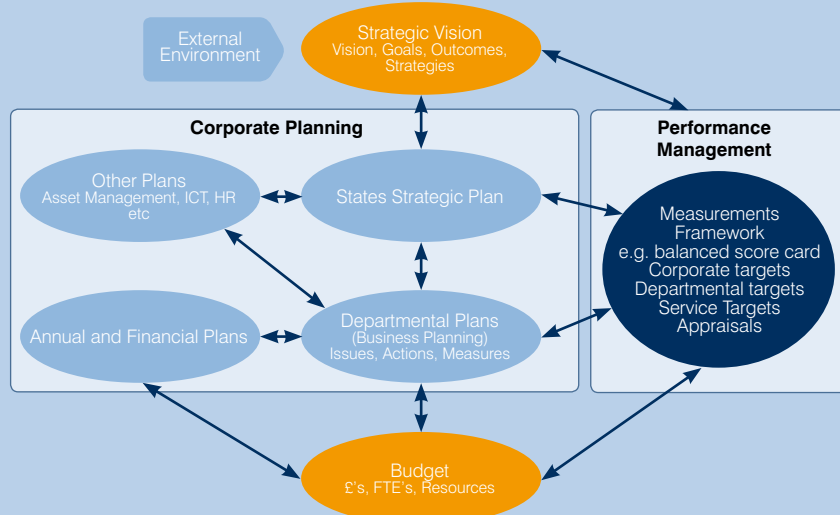 External
Environment
Strategic Vision
Vision, Goals, Outcomes,
Strategies
Corporate Planning
Performance
Management
Other Plans
Asset Management, ICT, HR
etc
States Strategic Plan
Measurements
Framework
e.g. balanced score card
Corporate targets
Departmental targets
Service Targets
Appraisals
Annual and Financial Plans
Departmental Plans
(Business Planning)
Issues, Actions, Measures
Budget
£'s, FTE's, Resources